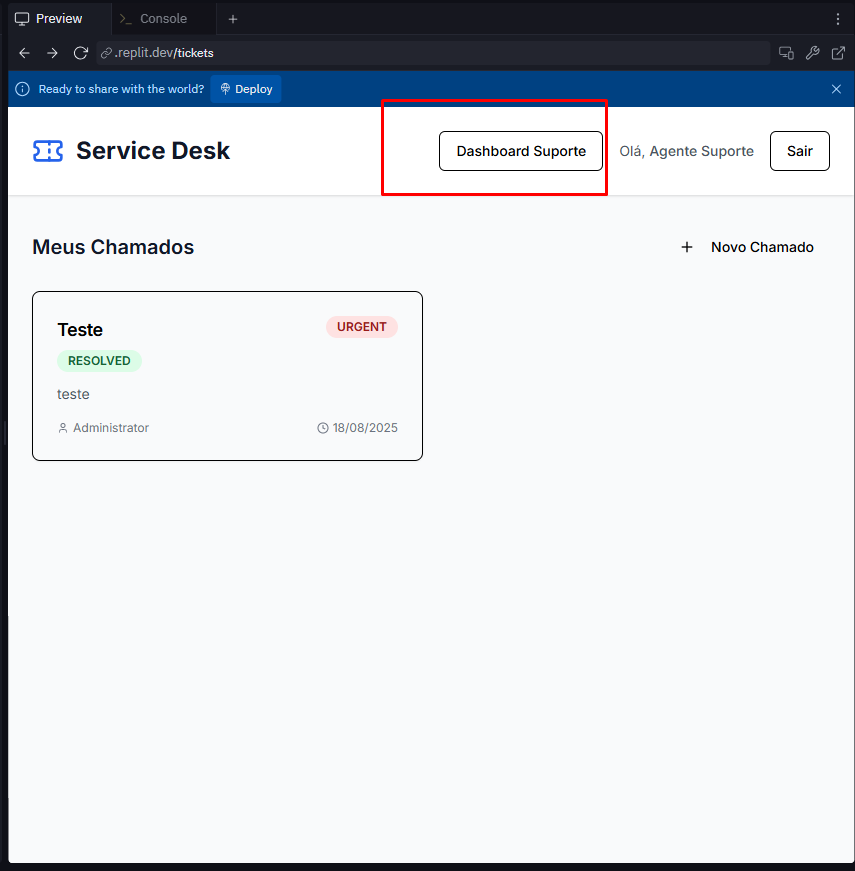 Preview
>_ Console
+
.replit.dev/tickets
Ready to share with the world? Deploy
Service Desk
Dashboard Suporte
Olá, Agente Suporte
Sair
Meus Chamados
+ Novo Chamado
Teste
URGENT
RESOLVED
teste
Administrator
18/08/2025